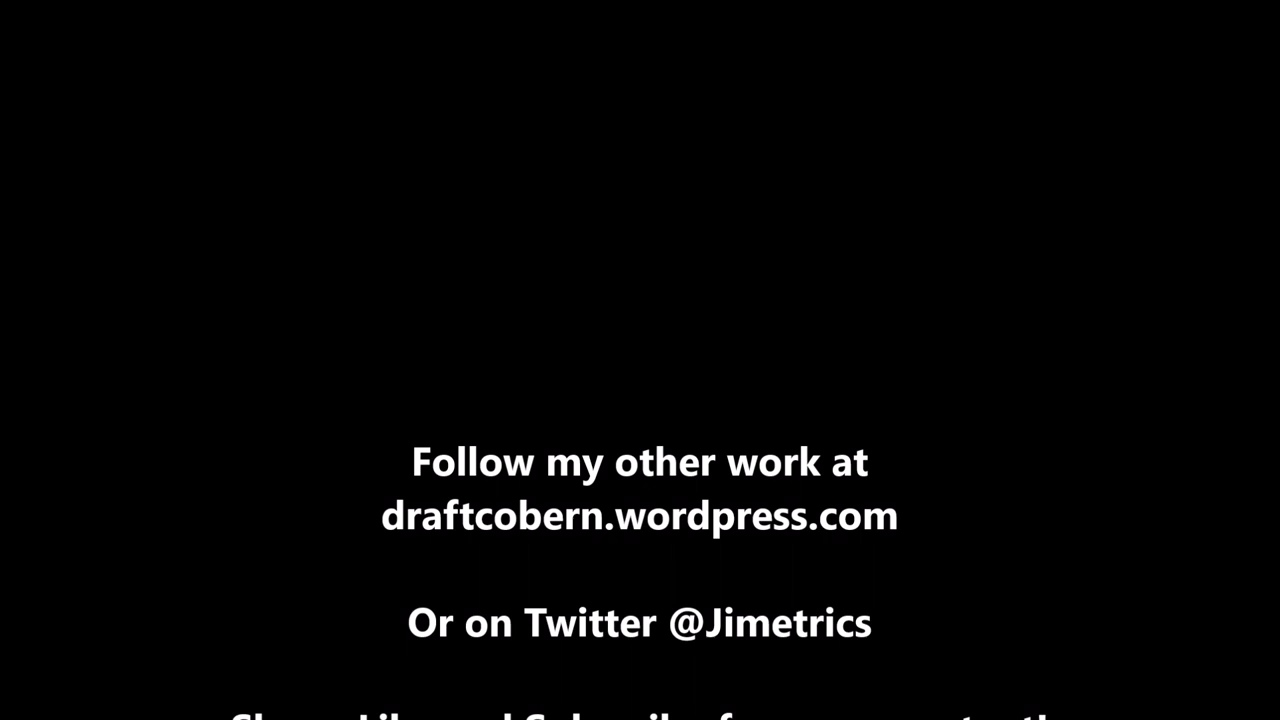 Follow my other work at
draftcobern.wordpress.com
Or on Twitter @Jimetrics